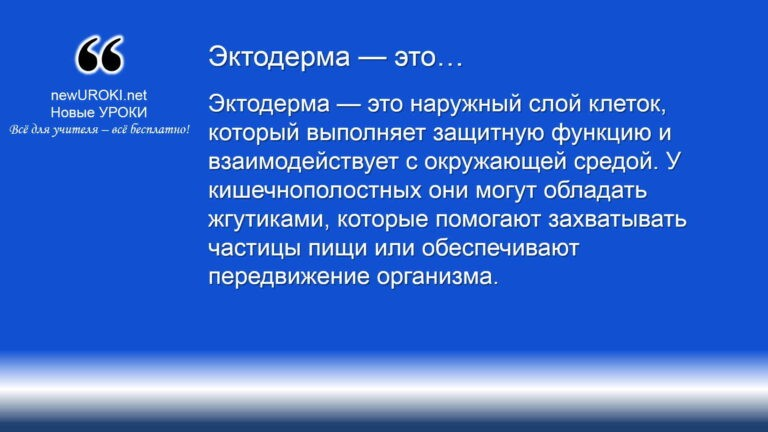 newUROKI.net
Новые УРОКИ
Всё для учителя – всё бесплатно!
Эктодерма — это…
Эктодерма — это наружный слой клеток,
который выполняет защитную функцию и
взаимодействует с окружающей средой. У
кишечнополостных они могут обладать
жгутиками, которые помогают захватывать
частицы пищи или обеспечивают
передвижение организма.